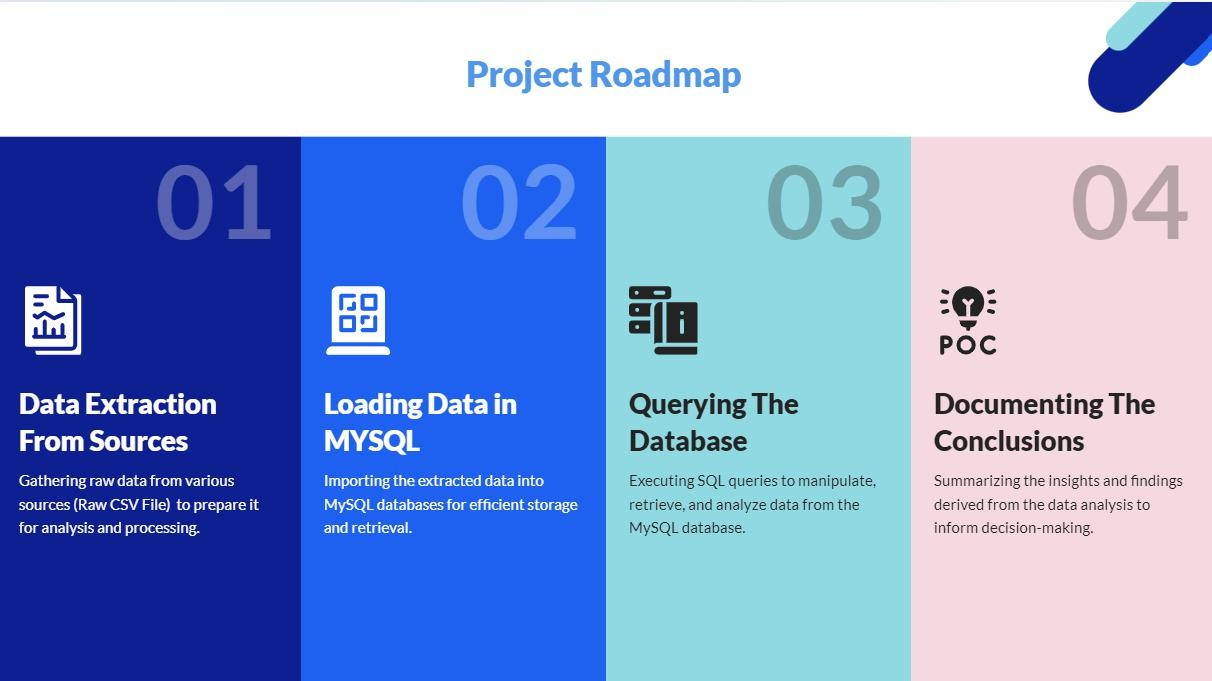 Project Roadmap
01
Data Extraction
From Sources
Gathering raw data from various
sources (Raw CSV File)  to prepare it
for analysis and processing.
02
Loading Data in
MYSQL
Importing the extracted data into
MySQL databases for efficient storage
and retrieval.
03
Querying The
Database
Executing SQL queries to manipulate,
retrieve, and analyze data from the
MySQL database.
04
POC
Documenting The
Conclusions
Summarizing the insights and findings
derived from the data analysis to
inform decision-making.